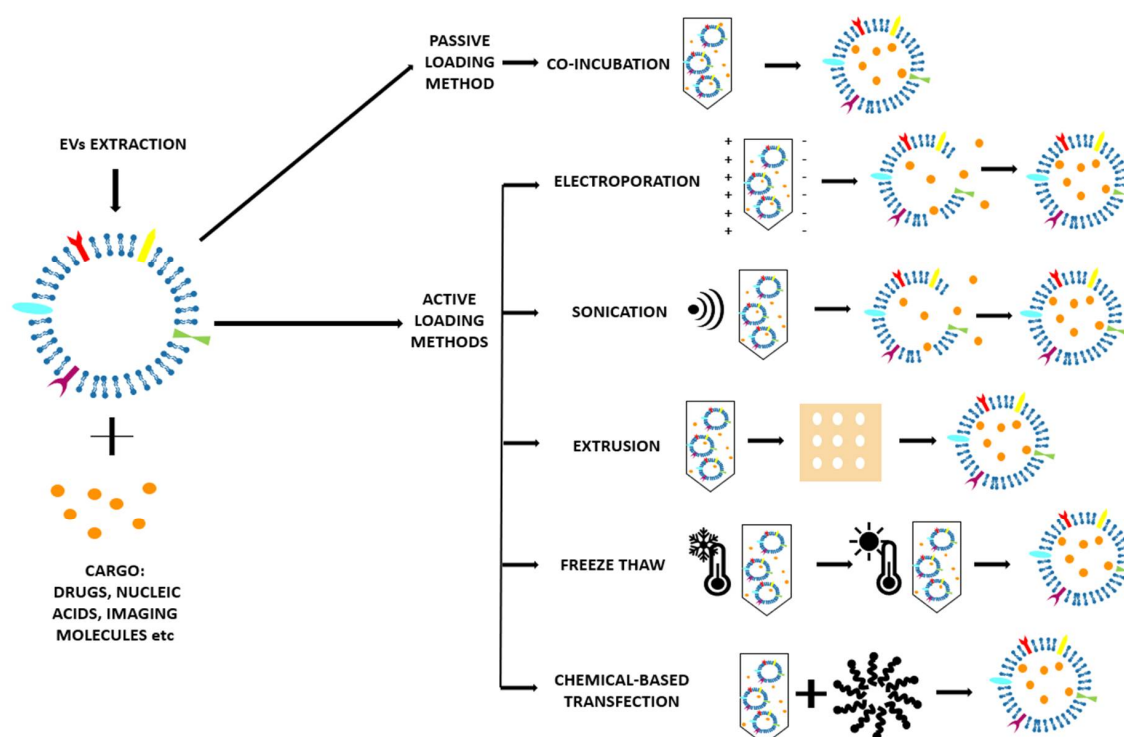 PASSIVE
LOADING
METHOD
CO-INCUBATION
EVs EXTRACTION
+
+
+
+
+
+
-
-
-
-
-
-
ELECTROPORATION
ACTIVE
LOADING
METHODS
SONICATION
EXTRUSION
FREEZE THAW
CARGO:
DRUGS, NUCLEIC
ACIDS, IMAGING
MOLECULES etc
CHEMICAL-BASED
TRANSFECTION